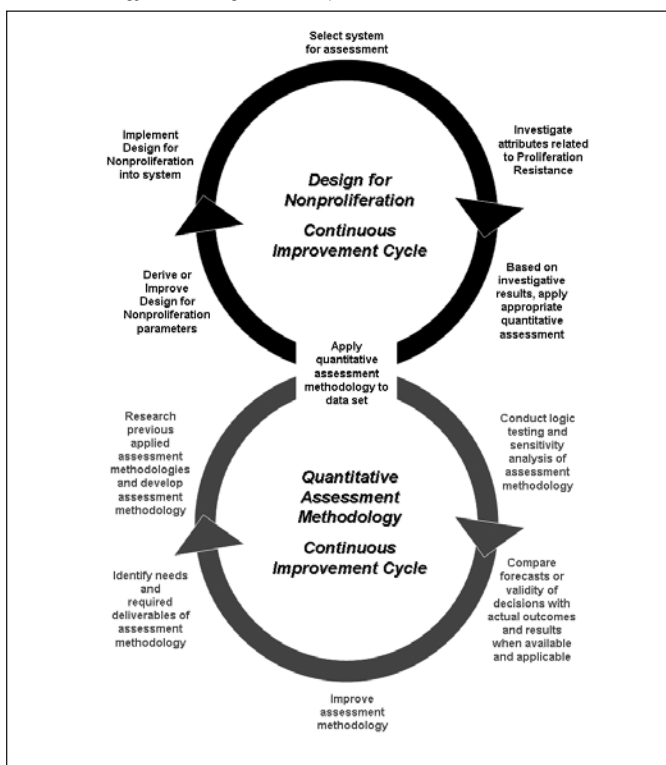 Select system
for assessment
Implement
Design for
Nonproliferation
into system
Investigate
attributes related
to Proliferation
Resistance
Design for
Nonproliferation
Continuous
Improvement Cycle
Derive or
Improve
Design for
Nonproliferation
parameters
Based on
investigative
results, apply
appropriate
quantitative
assessment
Apply
quantitative
assessment
methodology to
data set
Research
previous
applied
assessment
methodologies
and develop
assessment
methodology
Conduct logic
testing and
sensitivity
analysis of
assessment
methodology
Quantitative
Assessment
Methodology
Continuous
Improvement Cycle
Identify needs
and
required
deliverables of
assessment
methodology
Compare
forecasts or
validity of
decisions with
actual outcomes
and results
when available
and applicable
Improve
assessment
methodology